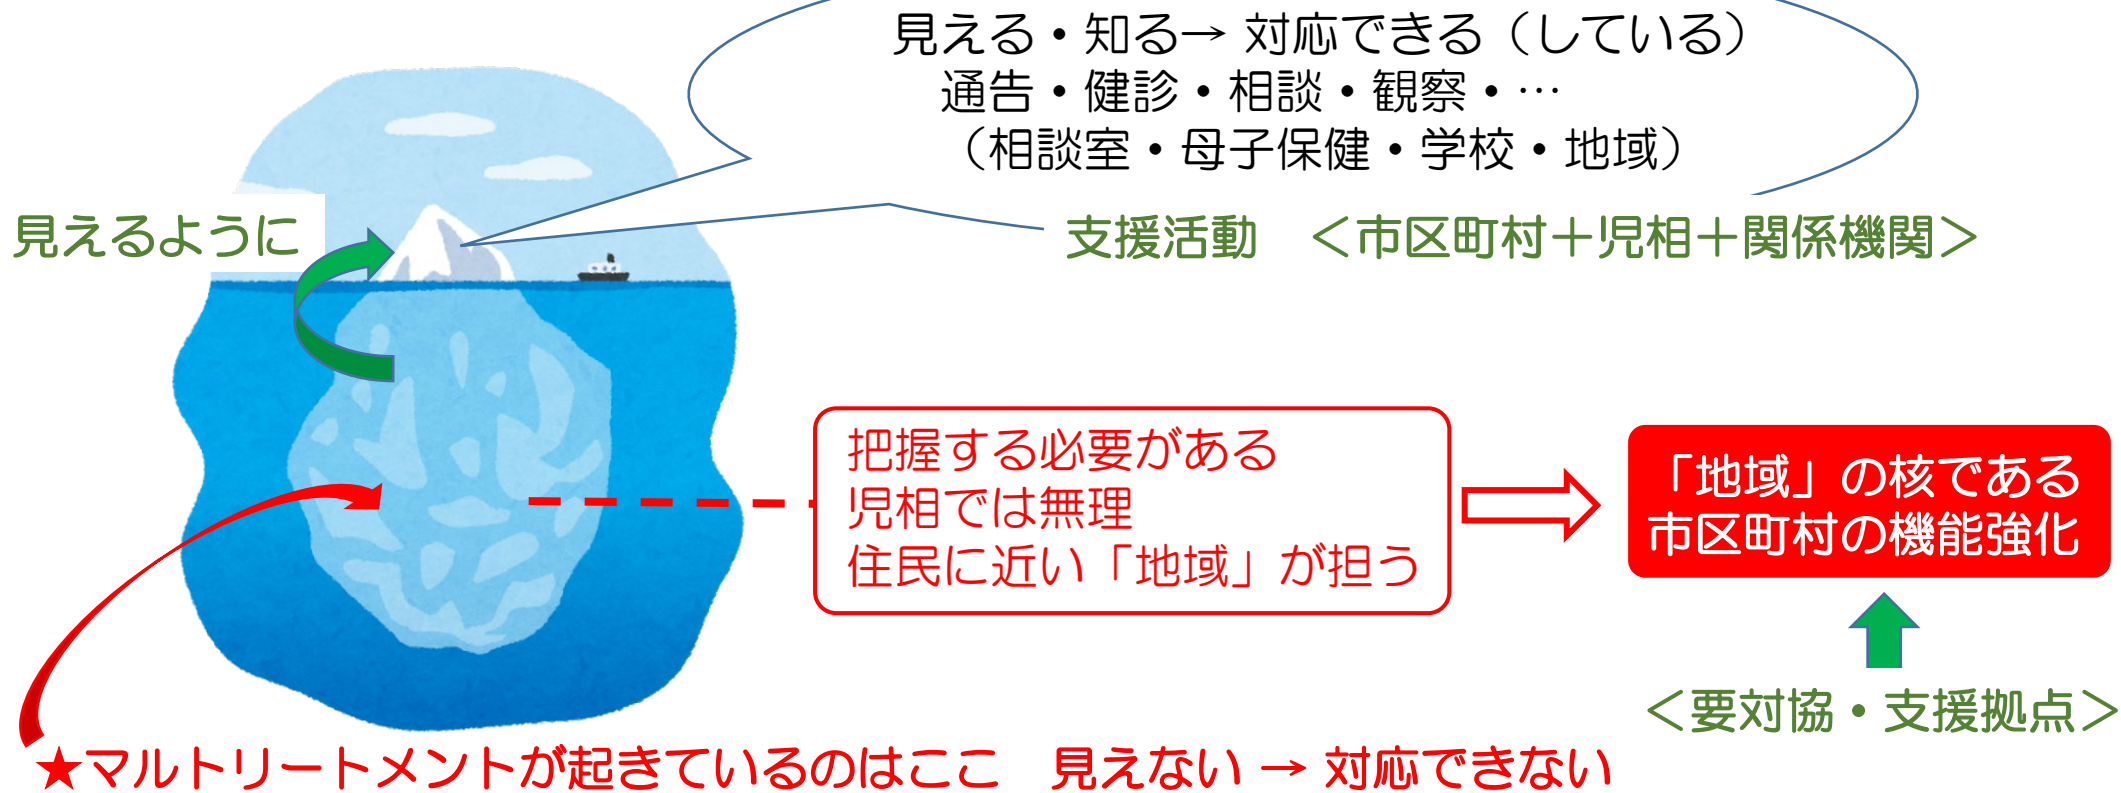 見える・知る→ 対応できる（している）
通告・健診・相談・観察・…
（相談室・母子保健・学校・地域）
見えるように
支援活動　＜市区町村＋児相＋関係機関＞
把握する必要がある
児相では無理
住民に近い「地域」が担う
「地域」の核である
市区町村の機能強化
＜要対協・支援拠点＞
★マルトリートメントが起きているのはここ　見えない → 対応できない